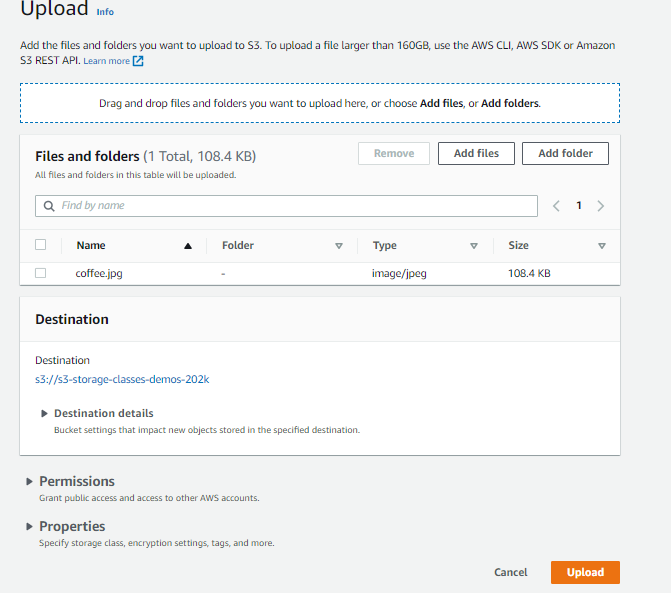 Upload Info
Add the files and folders you want to upload to S3. To upload a file larger than 160GB, use the AWS CLI, AWS SDK or Amazon
S3 REST API. Learn more
Drag and drop files and folders you want to upload here, or choose Add files, or Add folders.
Files and folders (1 Total, 108.4 KB)
Remove
Add files
Add folder
All files and folders in this table will be uploaded.
Find by name
1
Name Folder Type Size
coffee.jpg - image/jpeg 108.4 KB
Destination
Destination
s3://s3-storage-classes-demos-202k
Destination details
Bucket settings that impact new objects stored in the specified destination.
Permissions
Grant public access and access to other AWS accounts.
Properties
Specify storage class, encryption settings, tags, and more.
Cancel Upload